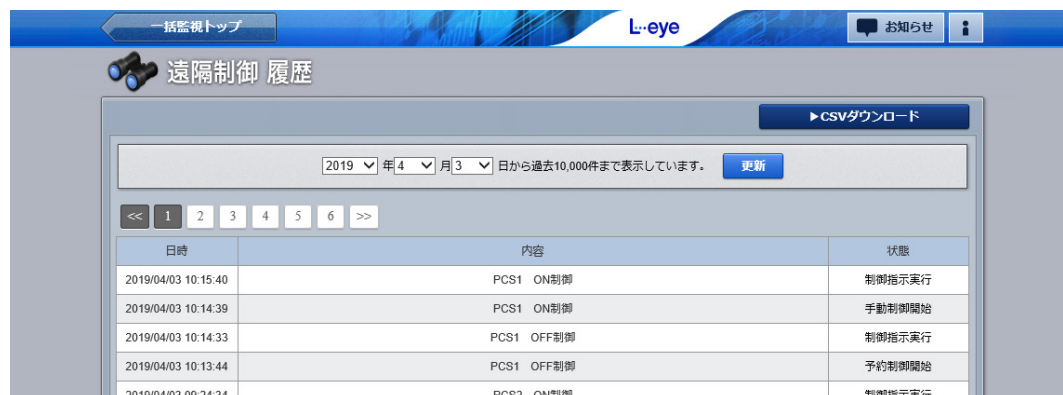 一括監視トップ
L･･eye
お知らせ
i
遠隔制御 履歴
▶CSVダウンロード
2019 年 4 月 3 日から過去10,000件まで表示しています。 更新
<< 1 2 3 4 5 6 >>
日時 内容 状態
2019/04/03 10:15:40 PCS1 ON制御 制御指示実行
2019/04/03 10:14:39 PCS1 ON制御 手動制御開始
2019/04/03 10:14:33 PCS1 OFF制御 制御指示実行
2019/04/03 10:13:44 PCS1 OFF制御 予約制御開始